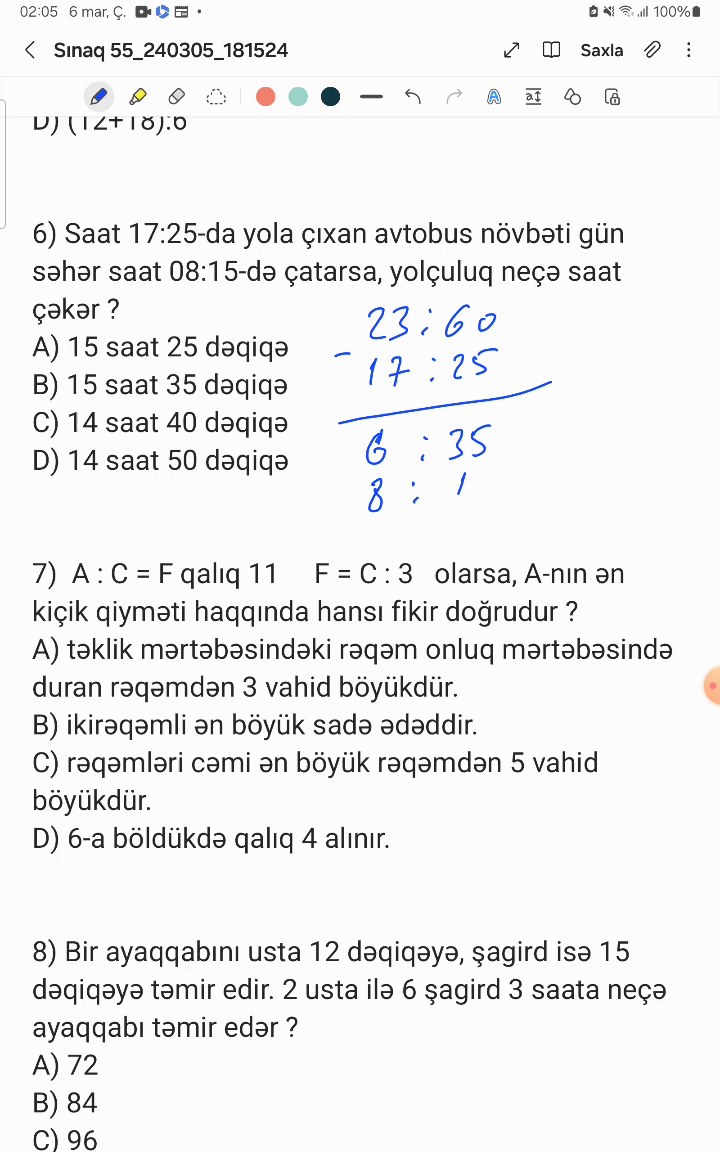 02:05 6 mar, Ç. 100%
Sınaq 55_240305_181524 Saxla
D) (12+18):6
6) Saat 17:25-da yola çıxan avtobus növbəti gün
səhər saat 08:15-də çatarsa, yolçuluq neçə saat
çəkər ?
A) 15 saat 25 dəqiqə
B) 15 saat 35 dəqiqə
C) 14 saat 40 dəqiqə
D) 14 saat 50 dəqiqə
23:60
- 17:25
6:35
8: 1
7) A : C = F qalıq 11 F = C : 3 olarsa, A-nın ən
kiçik qiyməti haqqında hansı fikir doğrudur ?
A) təklik mərtəbəsindəki rəqəm onluq mərtəbəsində
duran rəqəmdən 3 vahid böyükdür.
B) ikirəqəmli ən böyük sadə ədəddir.
C) rəqəmləri cəmi ən böyük rəqəmdən 5 vahid
böyükdür.
D) 6-a böldükdə qalıq 4 alınır.
8) Bir ayaqqabını usta 12 dəqiqəyə, şagird isə 15
dəqiqəyə təmir edir. 2 usta ilə 6 şagird 3 saata neçə
ayaqqabı təmir edər ?
A) 72
B) 84
C) 96